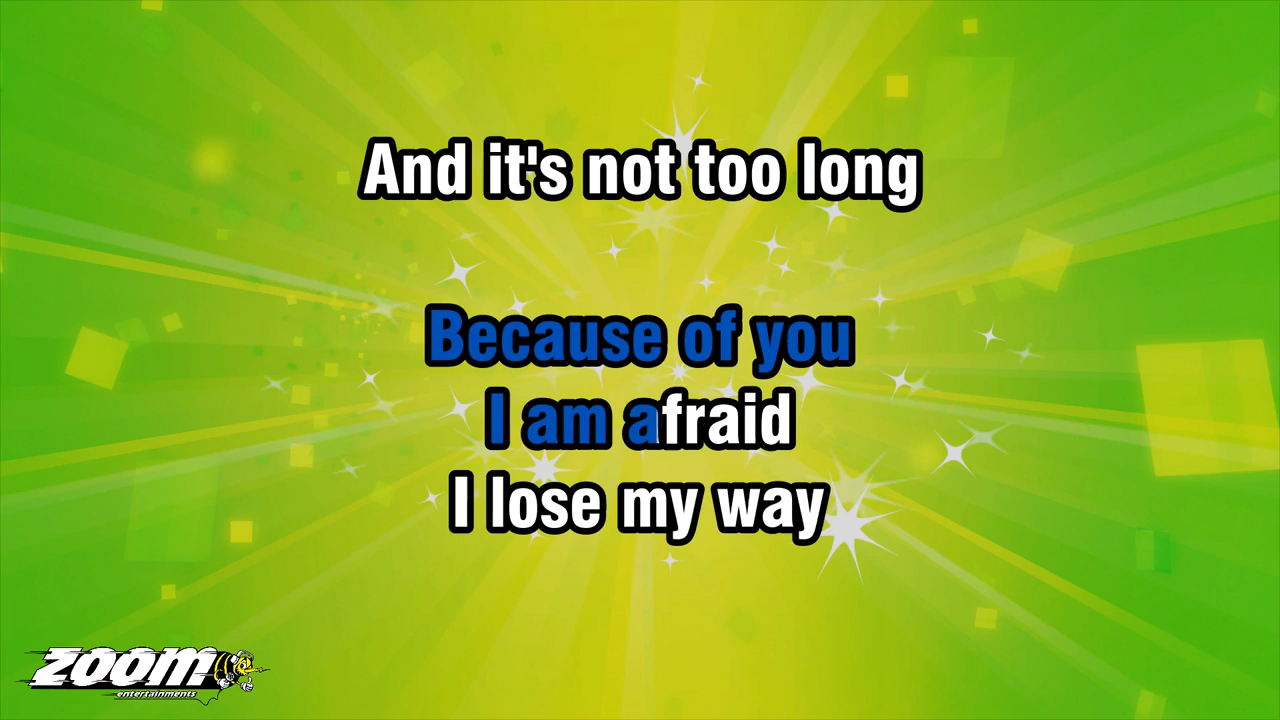 And it's not too long
Because of you
I am afraid
I lose my way
zoom
entertainments